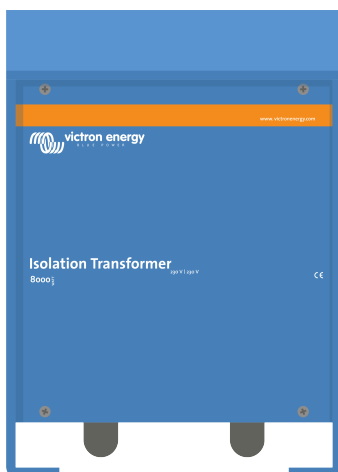 www.victronenergy.com
victron energy
BLUE POWER
Isolation Transformer
230 V | 230 V
8000
CE